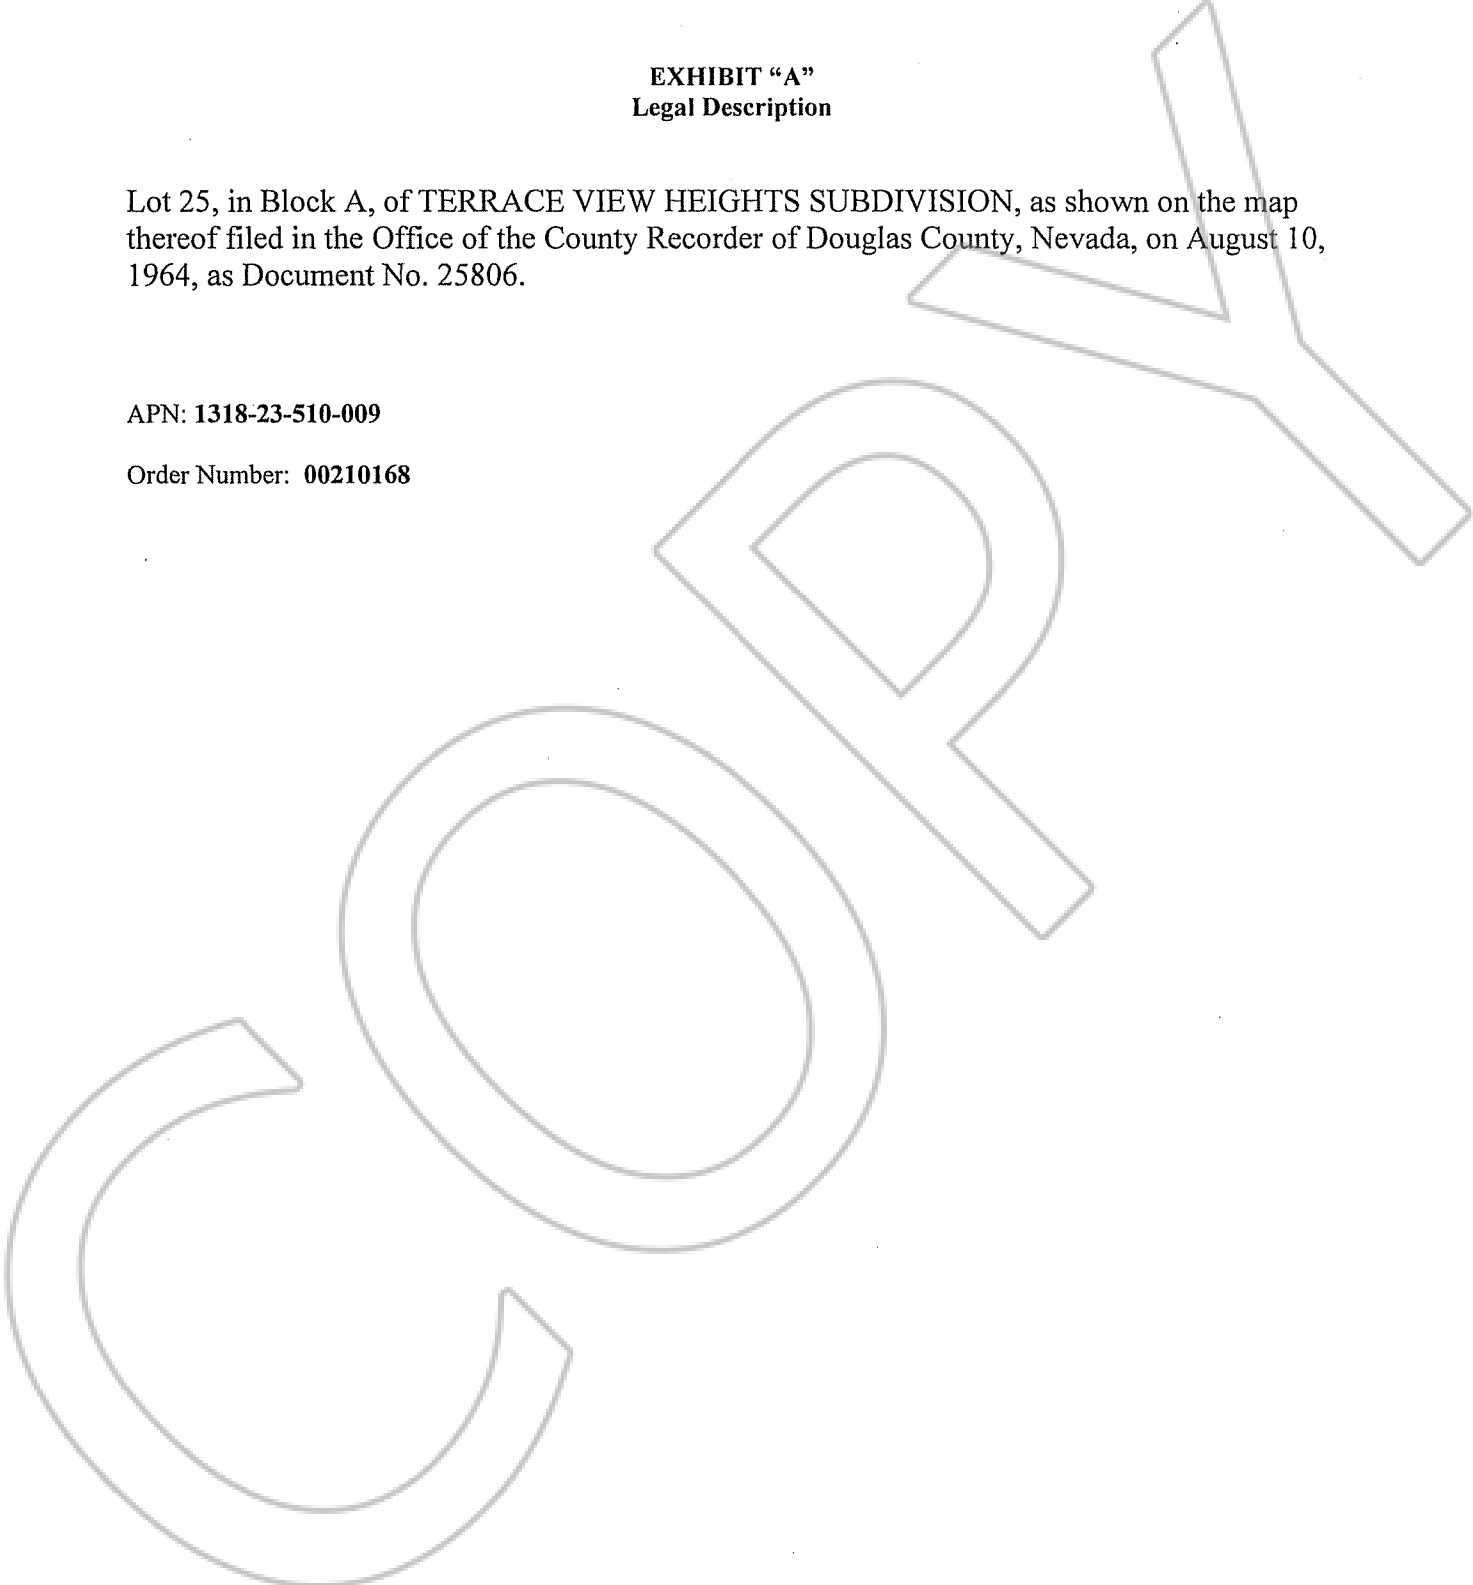 EXHIBIT “A”
Legal Description
Lot 25, in Block A, of TERRACE VIEW HEIGHTS SUBDIVISION, as shown on the map
thereof filed in the Office of the County Recorder of Douglas County, Nevada, on August 10,
1964, as Document No. 25806.
APN: 1318-23-510-009
Order Number: 00210168
COPY